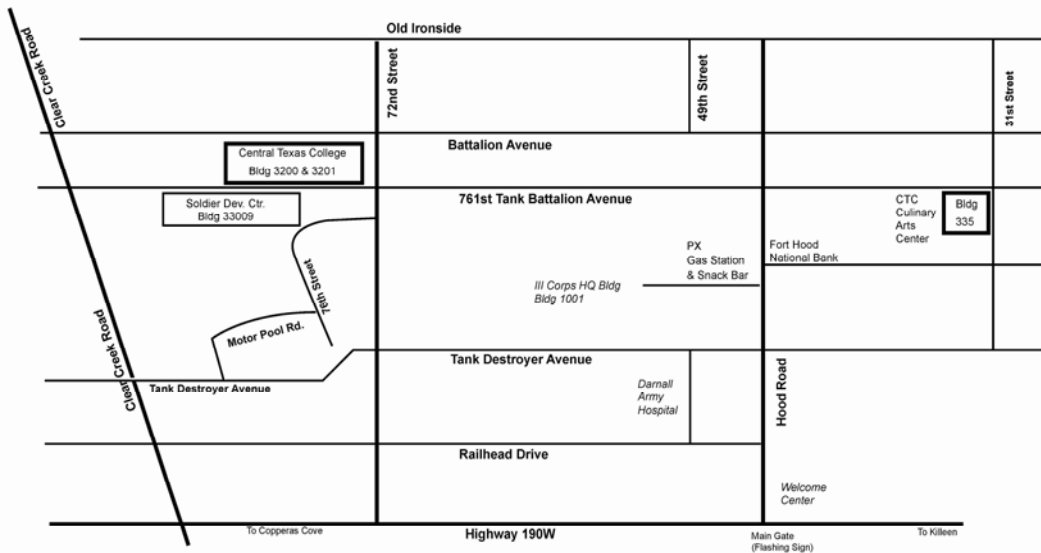 Old Ironside
Clear Creek Road
72nd Street
49th Street
31st Street
Battalion Avenue
Central Texas College
Bldg 3200 & 3201
761st Tank Battalion Avenue
Soldier Dev. Ctr.
Bldg 33009
CTC
Culinary
Arts
Center
Bldg
335
PX
Gas Station
& Snack Bar
Fort Hood
National Bank
76th Street
III Corps HQ Bldg
Bldg 1001
Motor Pool Rd.
Clear Creek Road
Tank Destroyer Avenue
Tank Destroyer Avenue
Darnall
Army
Hospital
Hood Road
Railhead Drive
Welcome
Center
To Copperas Cove
Highway 190W
Main Gate
(Flashing Sign)
To Killeen